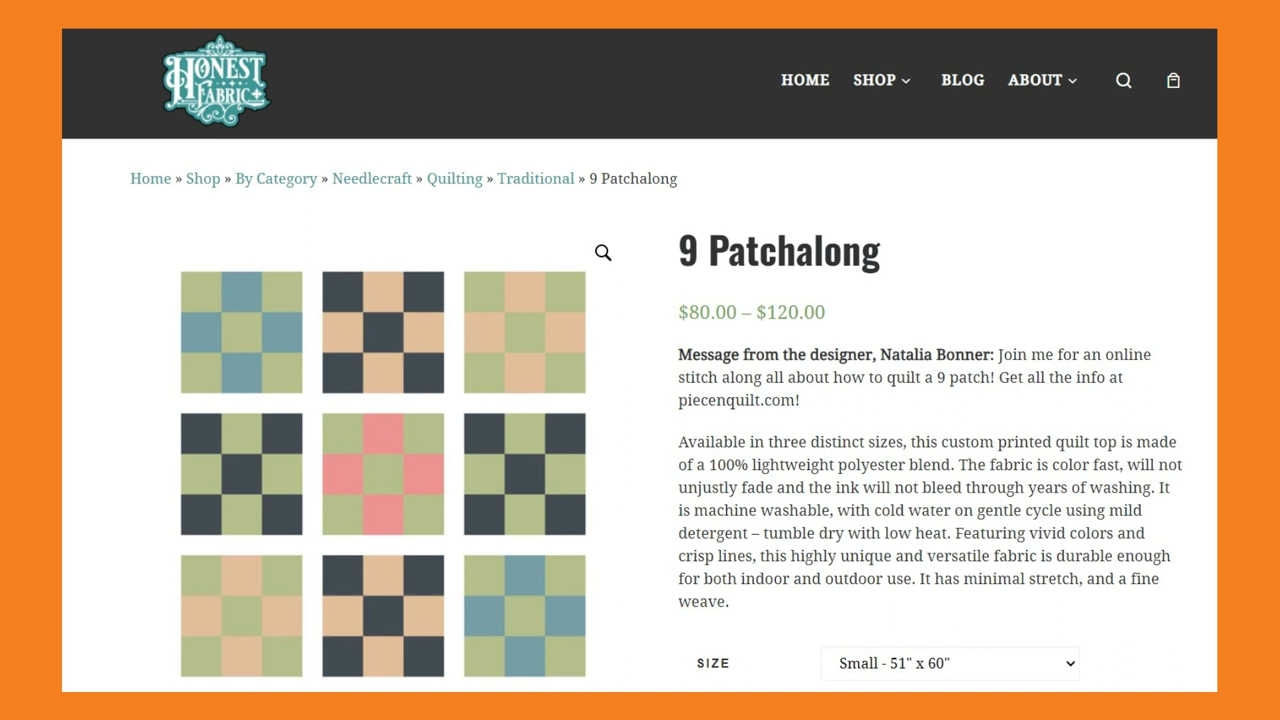 HONEST
FABRIC
HOME SHOP BLOG ABOUT
Home » Shop » By Category » Needlecraft » Quilting » Traditional » 9 Patchalong
9 Patchalong
$80.00 – $120.00
Message from the designer, Natalia Bonner: Join me for an online
stitch along all about how to quilt a 9 patch! Get all the info at
piecenquilt.com!
Available in three distinct sizes, this custom printed quilt top is made
of a 100% lightweight polyester blend. The fabric is color fast, will not
unjustly fade and the ink will not bleed through years of washing. It
is machine washable, with cold water on gentle cycle using mild
detergent – tumble dry with low heat. Featuring vivid colors and
crisp lines, this highly unique and versatile fabric is durable enough
for both indoor and outdoor use. It has minimal stretch, and a fine
weave.
SIZE Small - 51" x 60"